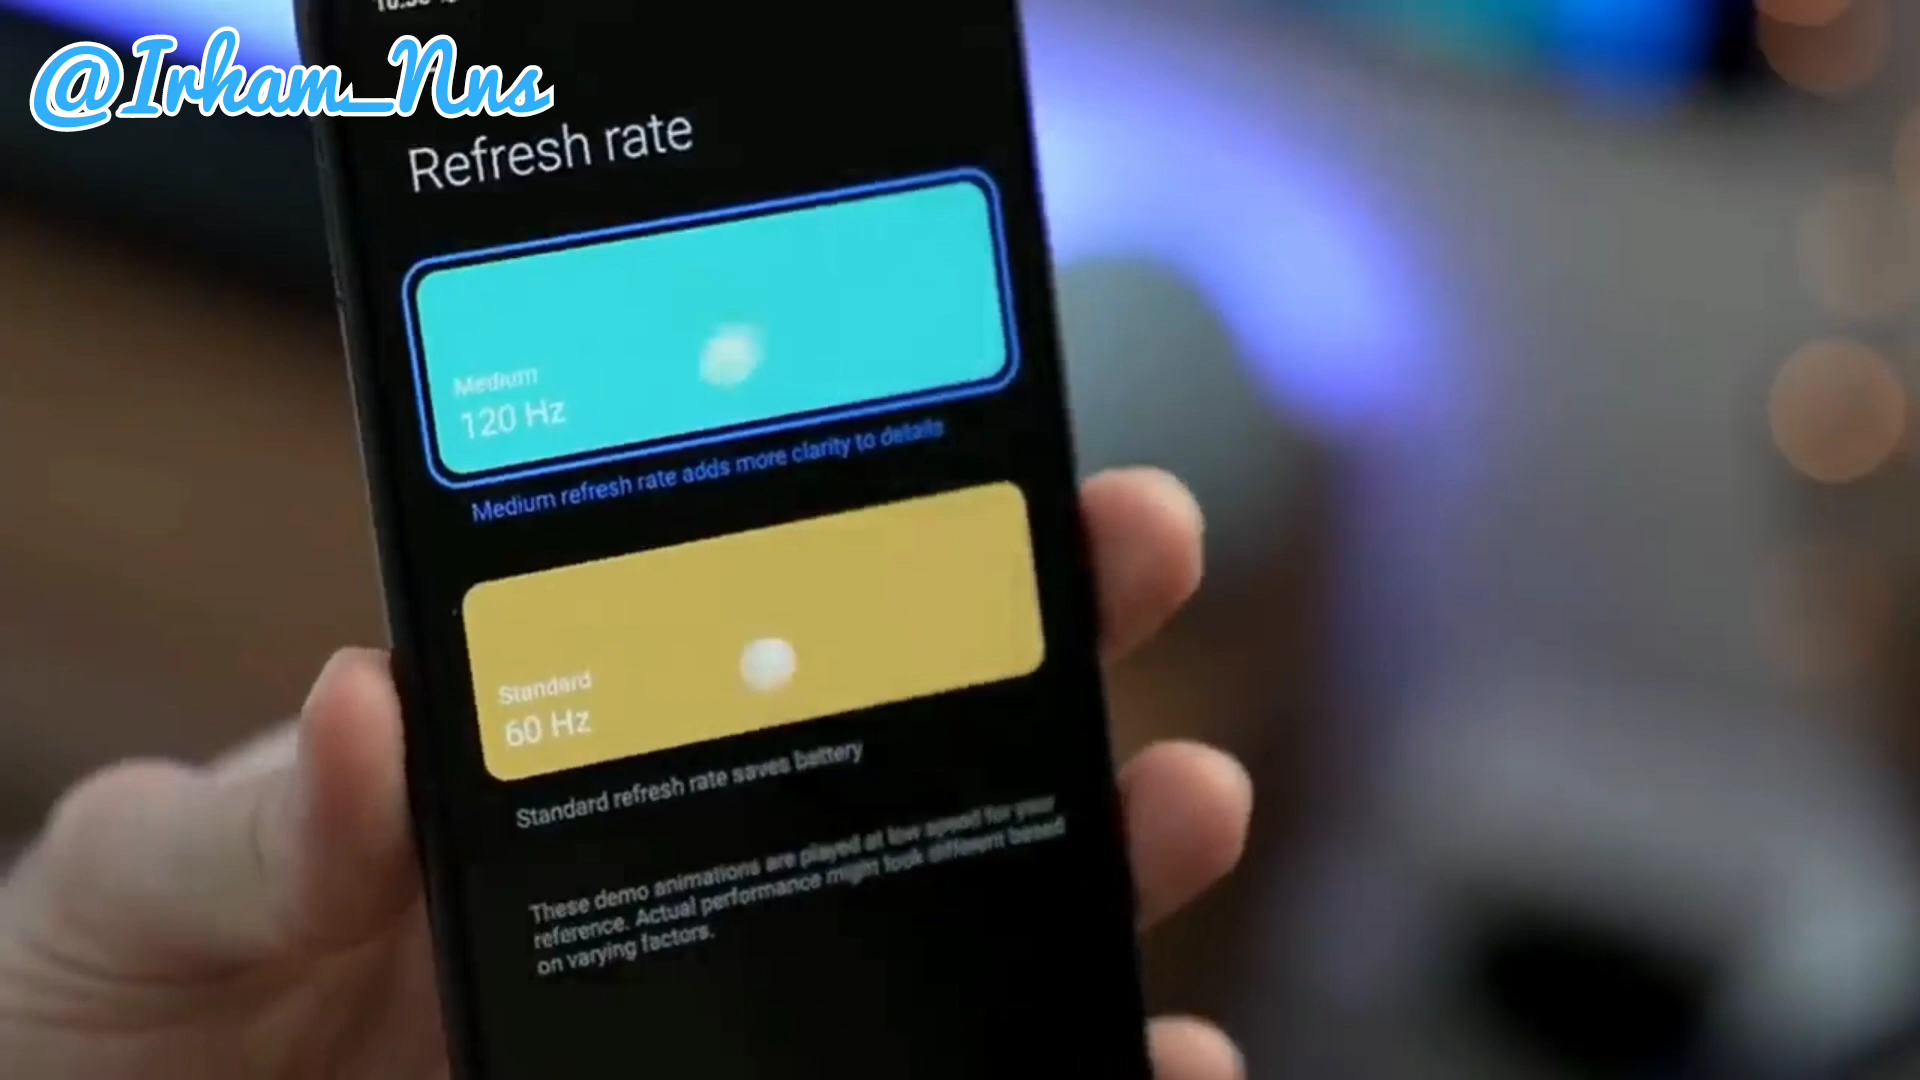 @Irham_Nns
Refresh rate
Medium
120 Hz
Medium refresh rate adds more clarity to details
Standard
60 Hz
Standard refresh rate saves battery
These demo animations are played at low speed for your
reference. Actual performance might look different based
on varying factors.